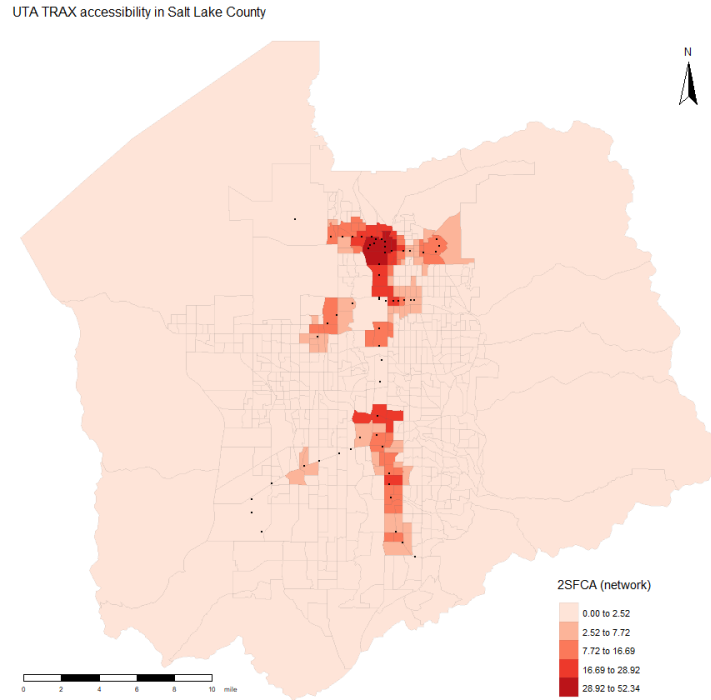 UTA TRAX accessibility in Salt Lake County
N
2SFCA (network)
0.00 to 2.52
2.52 to 7.72
7.72 to 16.69
16.69 to 28.92
28.92 to 52.34
0 2 4 6 8 10 mile